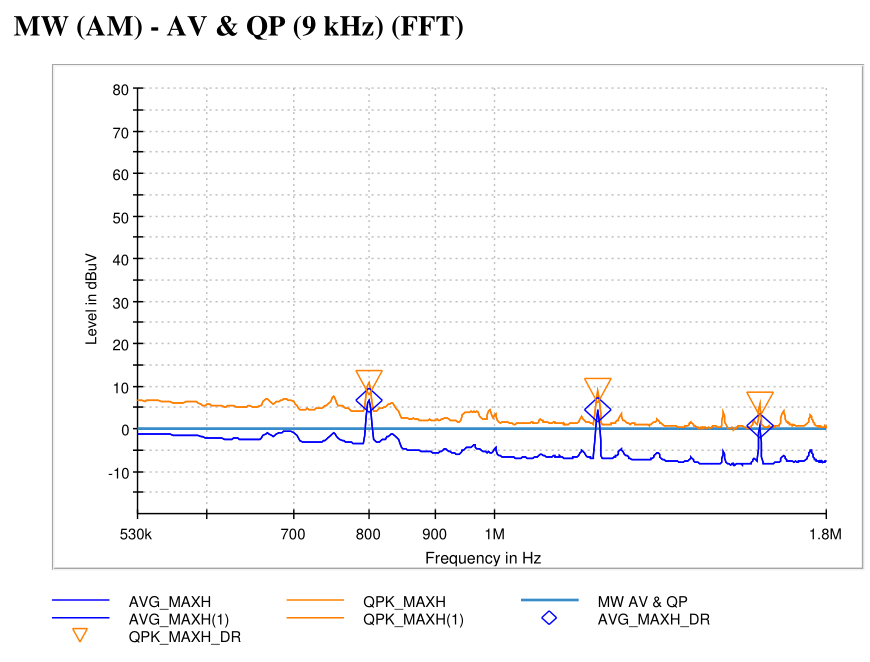 MW (AM) - AV & QP (9 kHz) (FFT)
80
70
60
50
40
30
20
10
0
-10
Level in dBuV
530k 700 800 900 1M 1.8M
Frequency in Hz
AVG_MAXH QPK_MAXH MW AV & QP
AVG_MAXH(1) QPK_MAXH(1) AVG_MAXH_DR
QPK_MAXH_DR